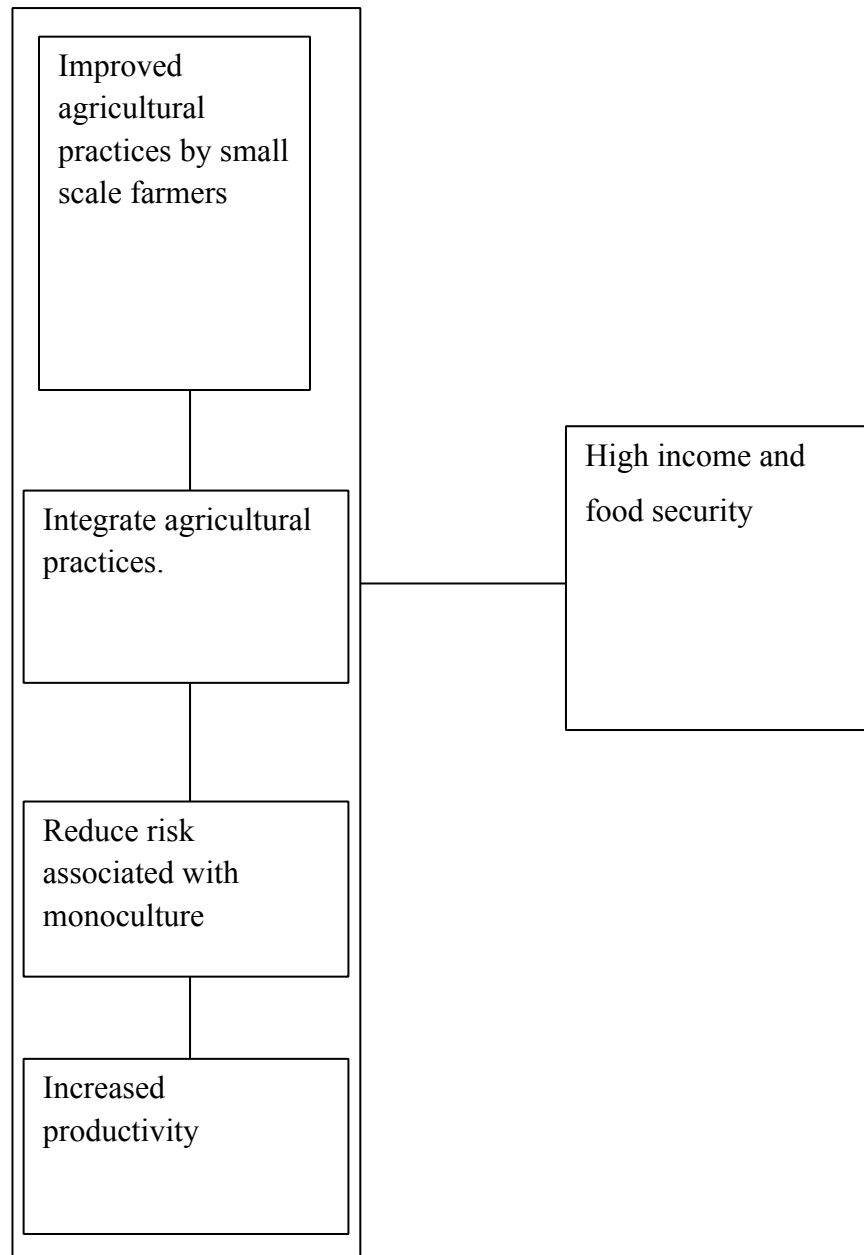 Improved
agricultural
practices by small
scale farmers
Integrate agricultural
practices.
Reduce risk
associated with
monoculture
Increased
productivity
High income and
food security